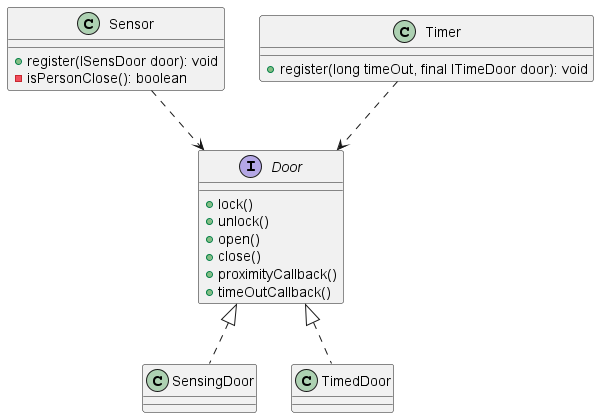 C Sensor
register(ISensDoor door): void
isPersonClose(): boolean
C Timer
register(long timeOut, final ITimeDoor door): void
I Door
lock()
unlock()
open()
close()
proximityCallback()
timeOutCallback()
C SensingDoor
C TimedDoor